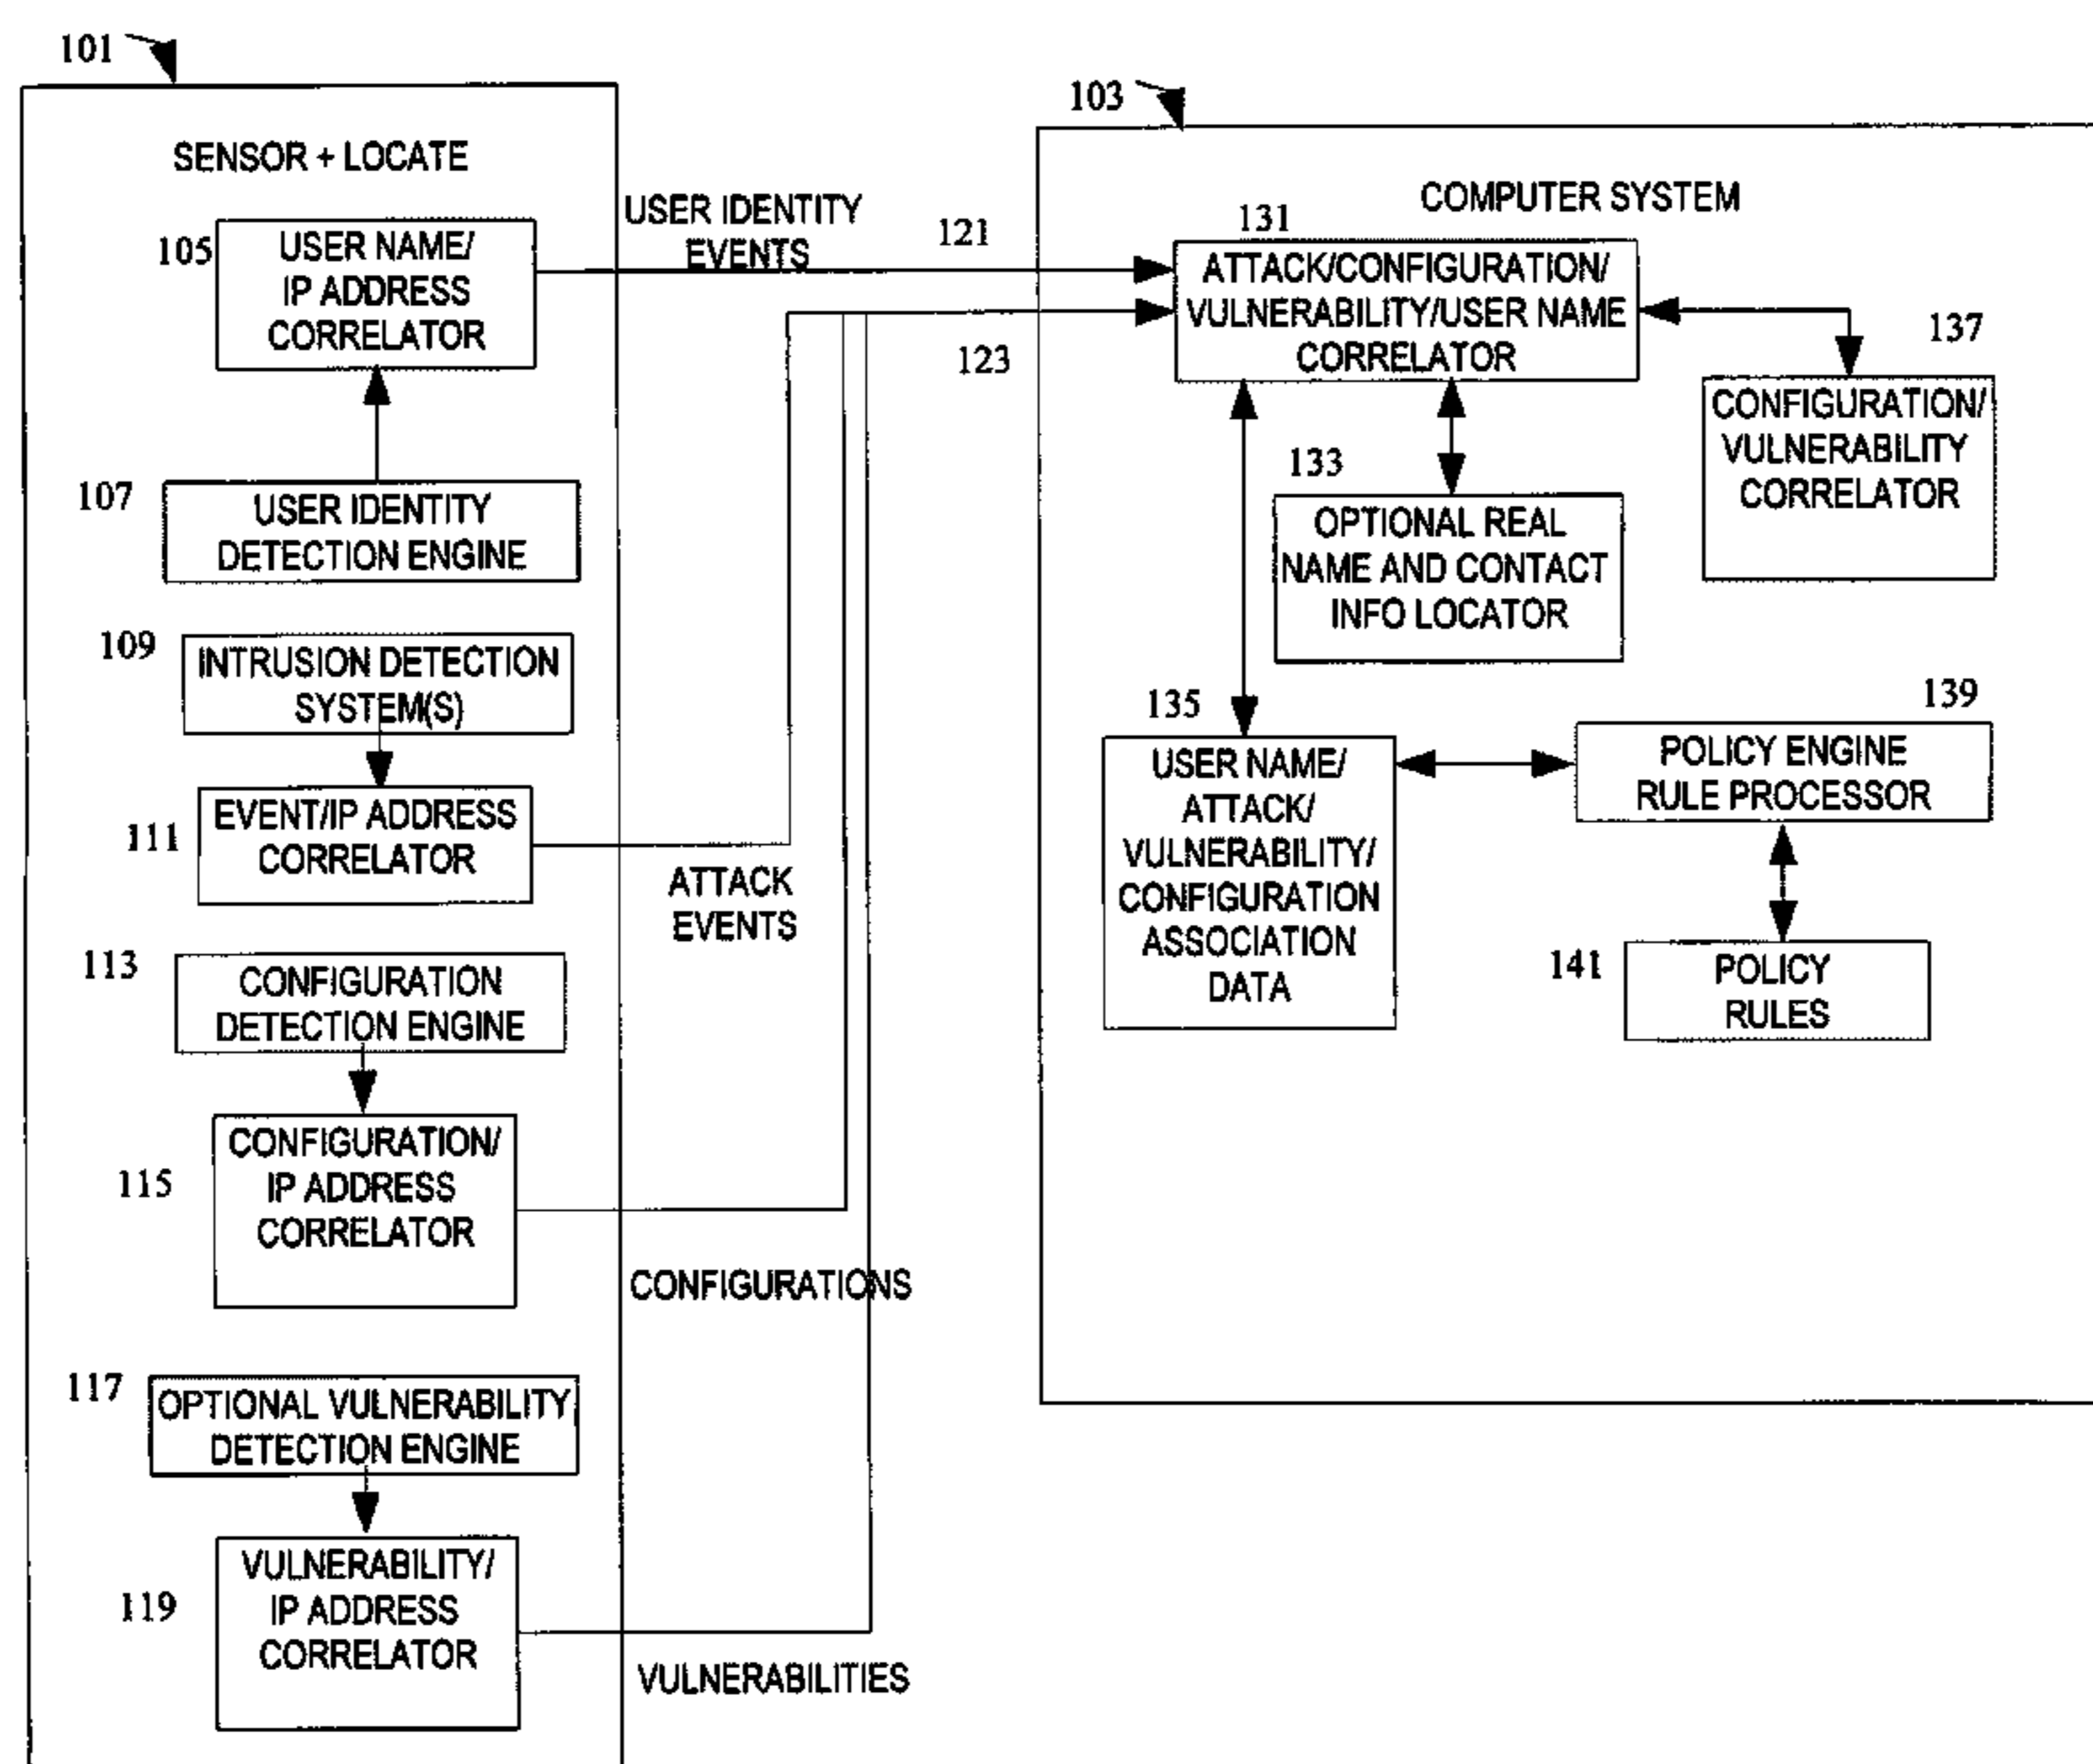 101
SENSOR + LOCATE
105
USER NAME/
IP ADDRESS
CORRELATOR
107
USER IDENTITY
DETECTION ENGINE
109
INTRUSION DETECTION
SYSTEM(S)
111
EVENT/IP ADDRESS
CORRELATOR
113
CONFIGURATION
DETECTION ENGINE
115
CONFIGURATION/
IP ADDRESS
CORRELATOR
117
OPTIONAL VULNERABILITY
DETECTION ENGINE
119
VULNERABILITY/
IP ADDRESS
CORRELATOR
USER IDENTITY
EVENTS
121
123
ATTACK
EVENTS
CONFIGURATIONS
VULNERABILITIES
103
COMPUTER SYSTEM
131
ATTACK/CONFIGURATION/
VULNERABILITY/USER NAME
CORRELATOR
137
CONFIGURATION/
VULNERABILITY
CORRELATOR
133
OPTIONAL REAL
NAME AND CONTACT
INFO LOCATOR
135
USER NAME/
ATTACK/
VULNERABILITY/
CONFIGURATION
ASSOCIATION
DATA
139
POLICY ENGINE
RULE PROCESSOR
141
POLICY
RULES